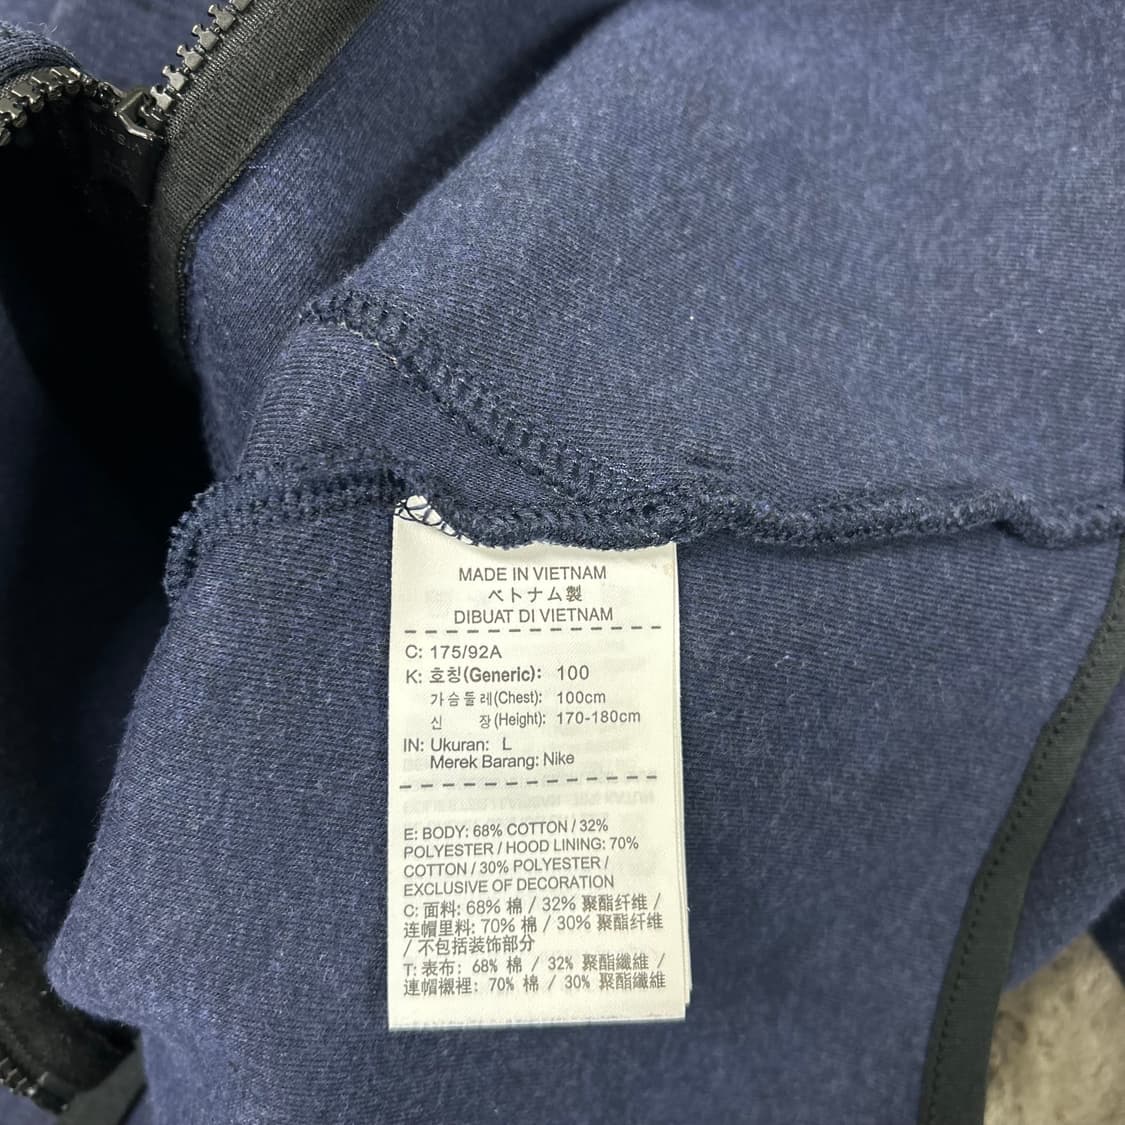 MADE IN VIETNAM
ベトナム製
DIBUAT DI VIETNAM
C: 175/92A
K: 호칭(Generic): 100
가슴둘레(Chest): 100cm
신 장(Height): 170-180cm
IN: Ukuran: L
Merek Barang: Nike
E: BODY: 68% COTTON / 32%
POLYESTER / HOOD LINING: 70%
COTTON / 30% POLYESTER /
EXCLUSIVE OF DECORATION
C: 面料: 68% 棉 / 32% 聚酯纤维 /
连帽里料: 70% 棉 / 30% 聚酯纤维
/ 不包括装饰部分
T: 表布: 68% 棉 / 32% 聚酯纖維 /
連帽襯裡: 70% 棉 / 30% 聚酯纖維